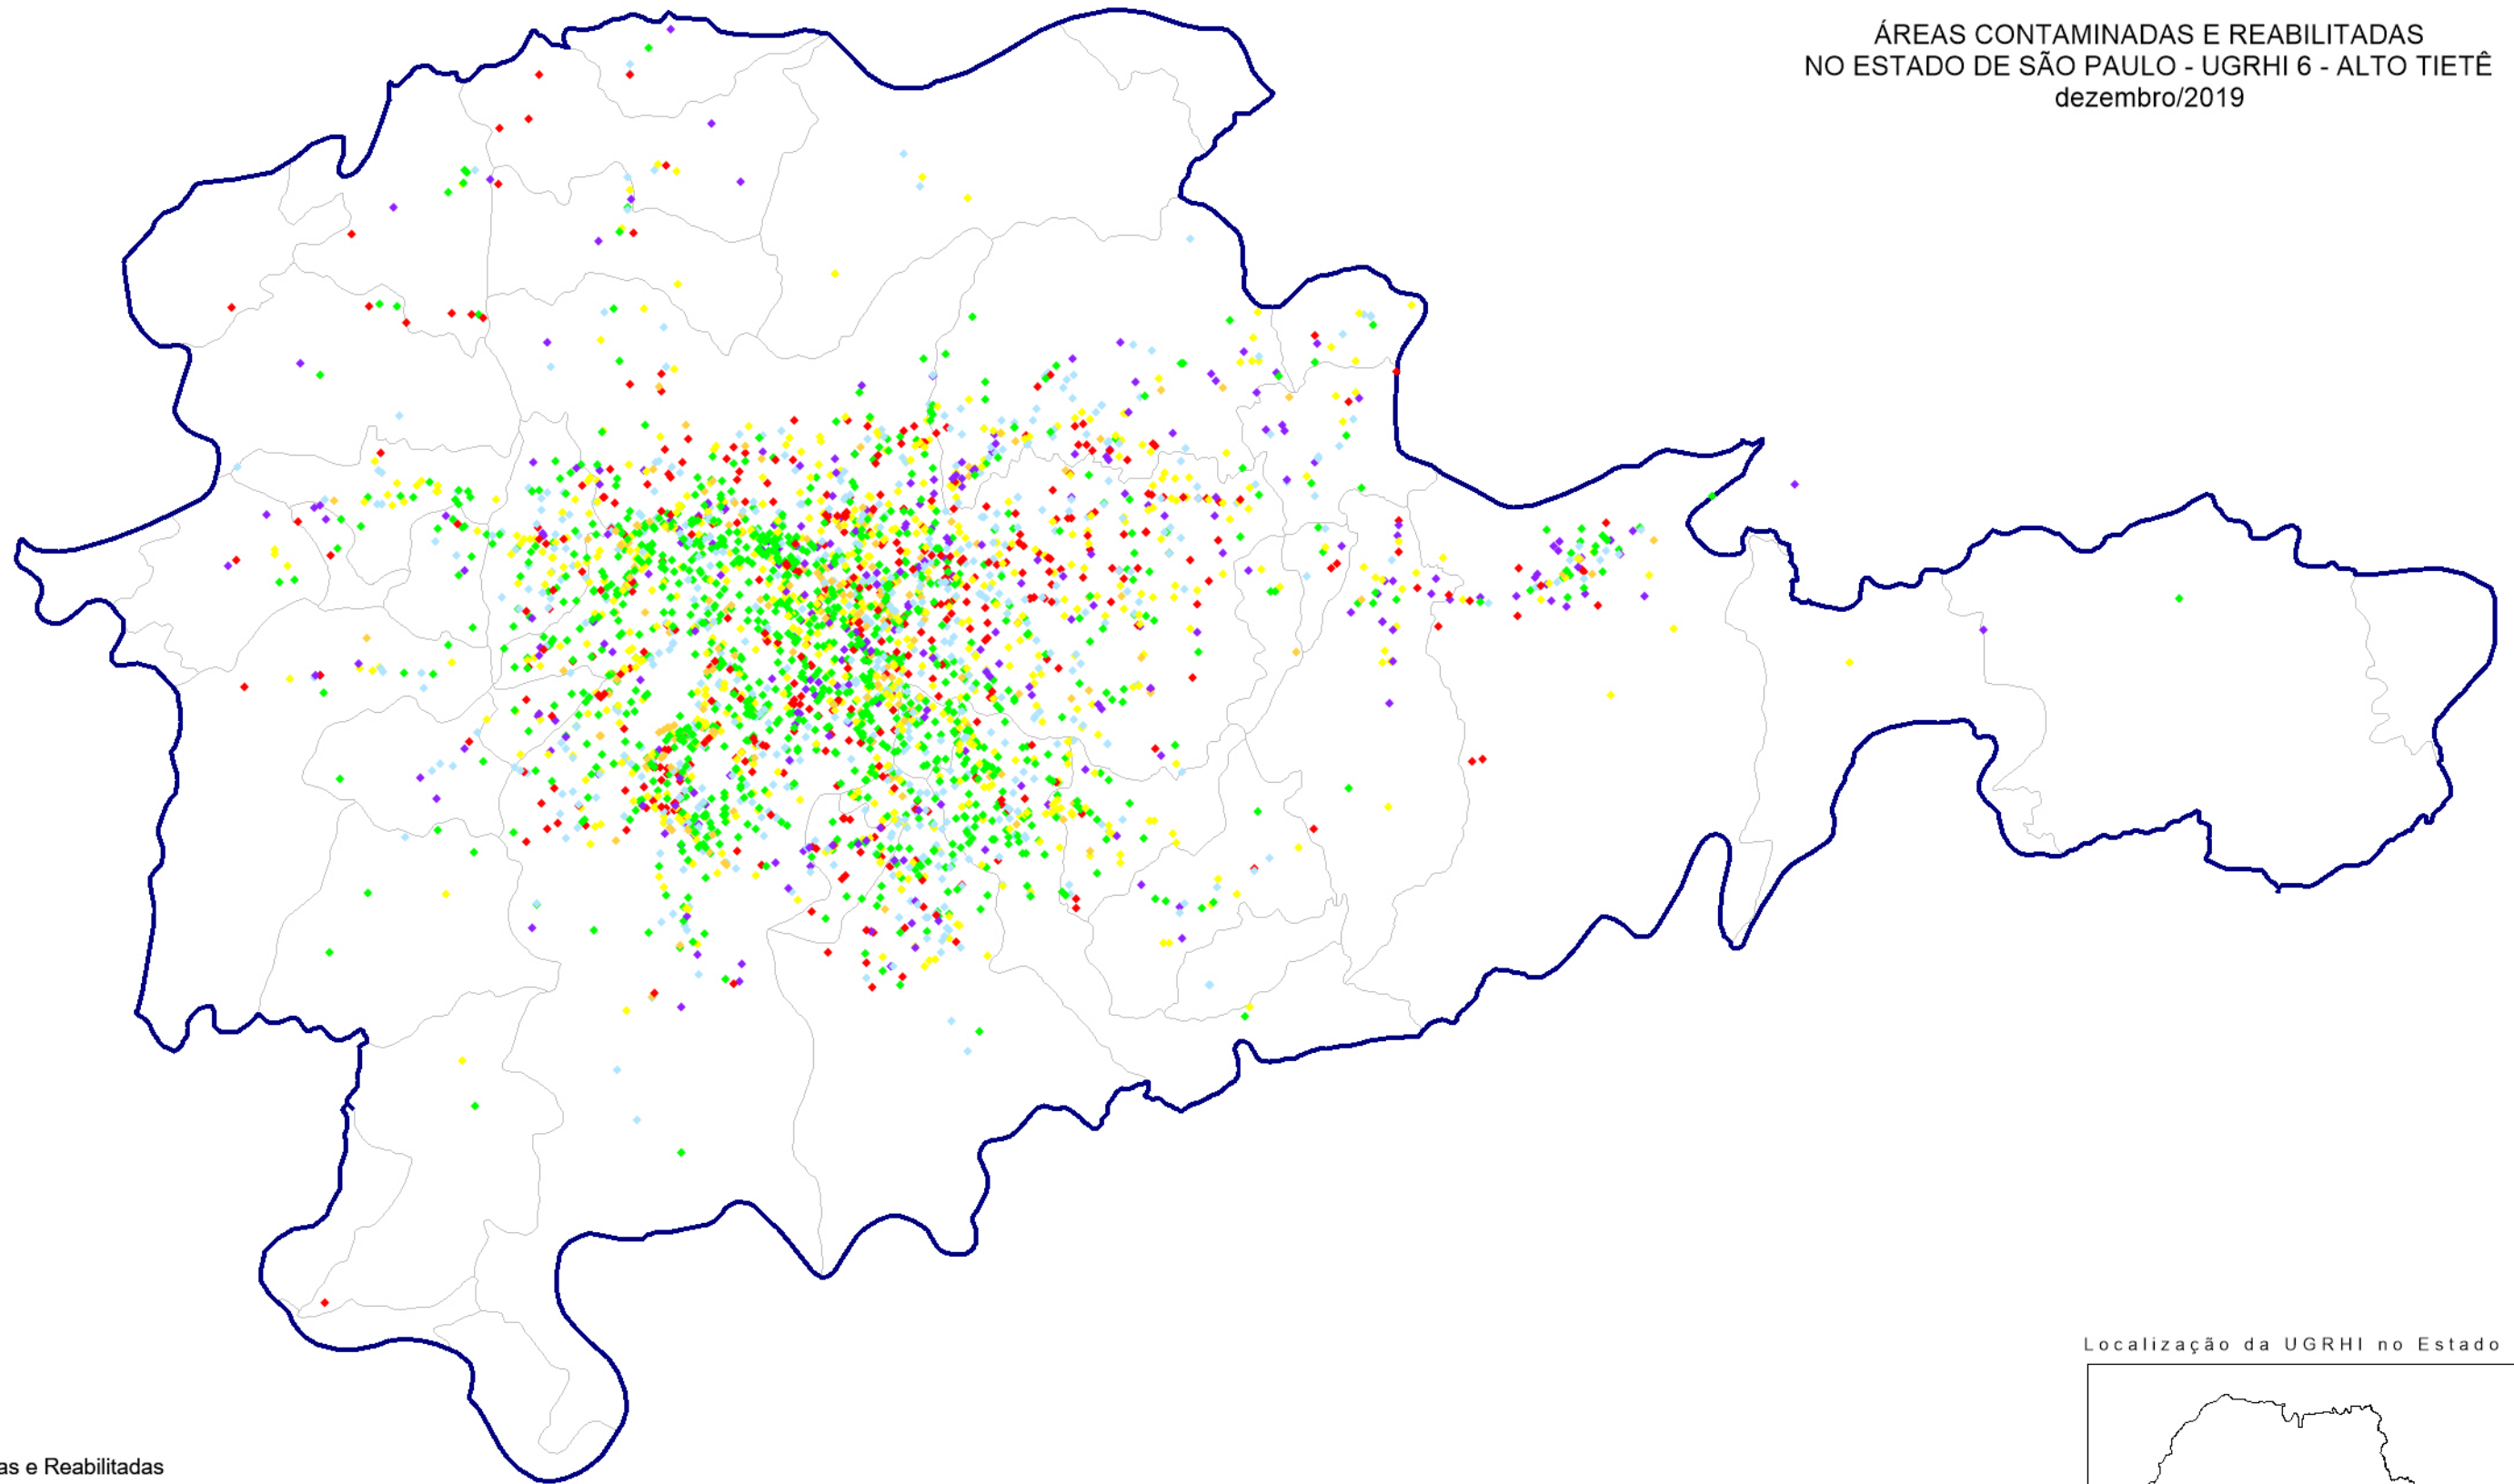 ÁREAS CONTAMINADAS E REABILITADAS
NO ESTADO DE SÃO PAULO - UGRHI 6 - ALTO TIETÊ
dezembro/2019
Localização da UGRHI no Estado
as e Reabilitadas